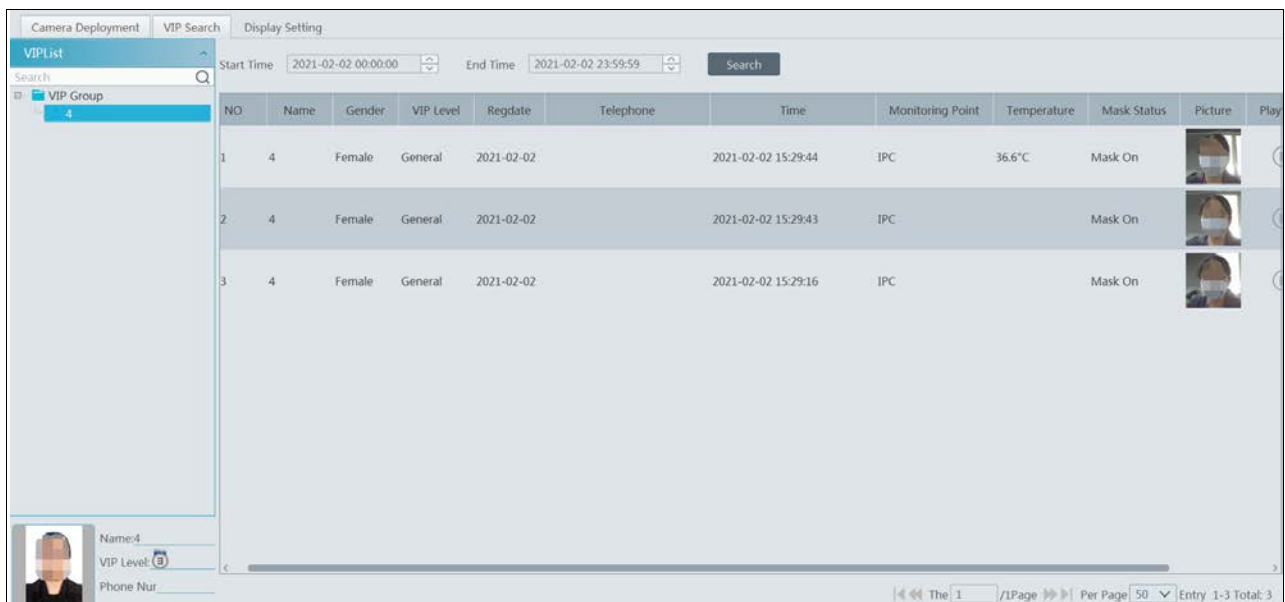 Camera Deployment VIP Search Display Setting
VIPList
Start Time 2021-02-02 00:00:00 End Time 2021-02-02 23:59:59 Search
Search
VIP Group
4
NO Name Gender VIP Level Regdate Telephone Time Monitoring Point Temperature Mask Status Picture Play
1 4 Female General 2021-02-02 2021-02-02 15:29:44 IPC 36.6°C Mask On
2 4 Female General 2021-02-02 2021-02-02 15:29:43 IPC Mask On
3 4 Female General 2021-02-02 2021-02-02 15:29:16 IPC Mask On
Name:4
VIP Level:
Phone Nur
The 1 /1Page Per Page 50 Entry 1-3 Total: 3